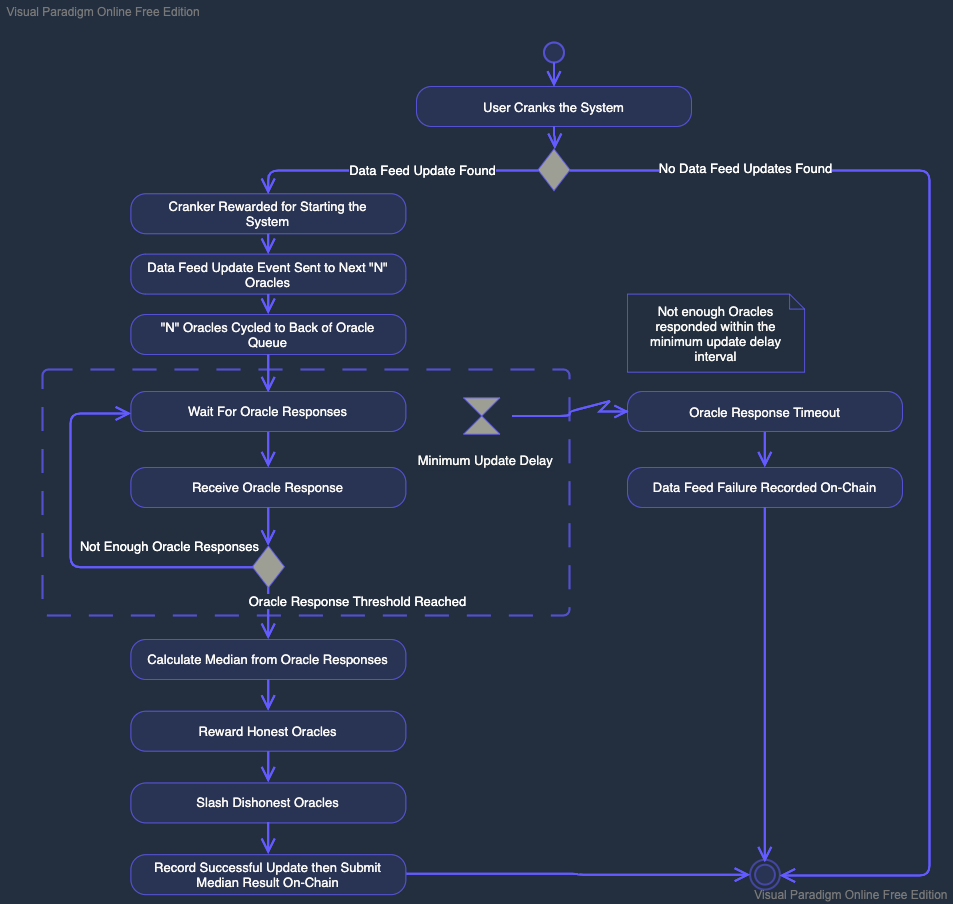 Visual Paradigm Online Free Edition
User Cranks the System
Data Feed Update Found
No Data Feed Updates Found
Cranker Rewarded for Starting the
System
Data Feed Update Event Sent to Next "N"
Oracles
"N" Oracles Cycled to Back of Oracle
Queue
Not enough Oracles
responded within the
minimum update delay
interval
Wait For Oracle Responses
Oracle Response Timeout
Minimum Update Delay
Receive Oracle Response
Data Feed Failure Recorded On-Chain
Not Enough Oracle Responses
Oracle Response Threshold Reached
Calculate Median from Oracle Responses
Reward Honest Oracles
Slash Dishonest Oracles
Record Successful Update then Submit
Median Result On-Chain
Visual Paradigm Online Free Edition